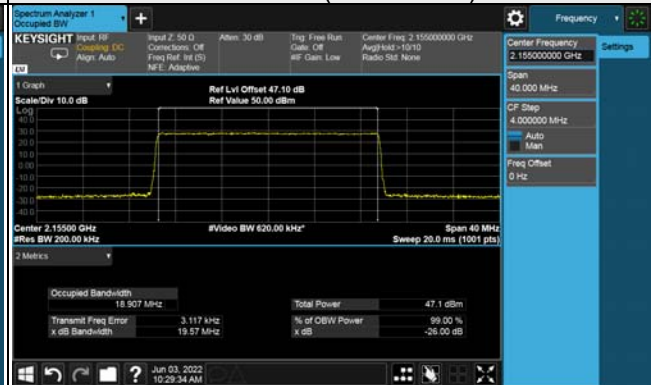 Spectrum Analyzer 1
Occupied BW
Frequency
KEYSIGHT
Input: RF
Coupling: DC
Align: Auto
Input Z: 50 Ω
Corrections: Off
Freq Ref: Int (S)
NFE: Adaptive
Atten: 30 dB
Trig: Free Run
Gate: Off
#IF Gain: Low
Center Freq: 2.155000000 GHz
Avg|Hold:>10/10
Radio Std: None
Center Frequency
2.155000000 GHz
Settings
Span
40.000 MHz
CF Step
4.000000 MHz
Auto
Man
Freq Offset
0 Hz
1 Graph
Scale/Div 10.0 dB
Ref Lvl Offset 47.10 dB
Ref Value 50.00 dBm
Log
40.0
30.0
20.0
10.0
0.00
-10.0
-20.0
-30.0
-40.0
Center 2.15500 GHz
#Res BW 200.00 kHz
#Video BW 620.00 kHz*
Span 40 MHz
Sweep 20.0 ms (1001 pts)
2 Metrics
Occupied Bandwidth
18.907 MHz
Total Power
47.1 dBm
Transmit Freq Error
3.117 kHz
% of OBW Power
99.00 %
x dB Bandwidth
19.57 MHz
x dB
-26.00 dB
Jun 03, 2022
10:29:34 AM